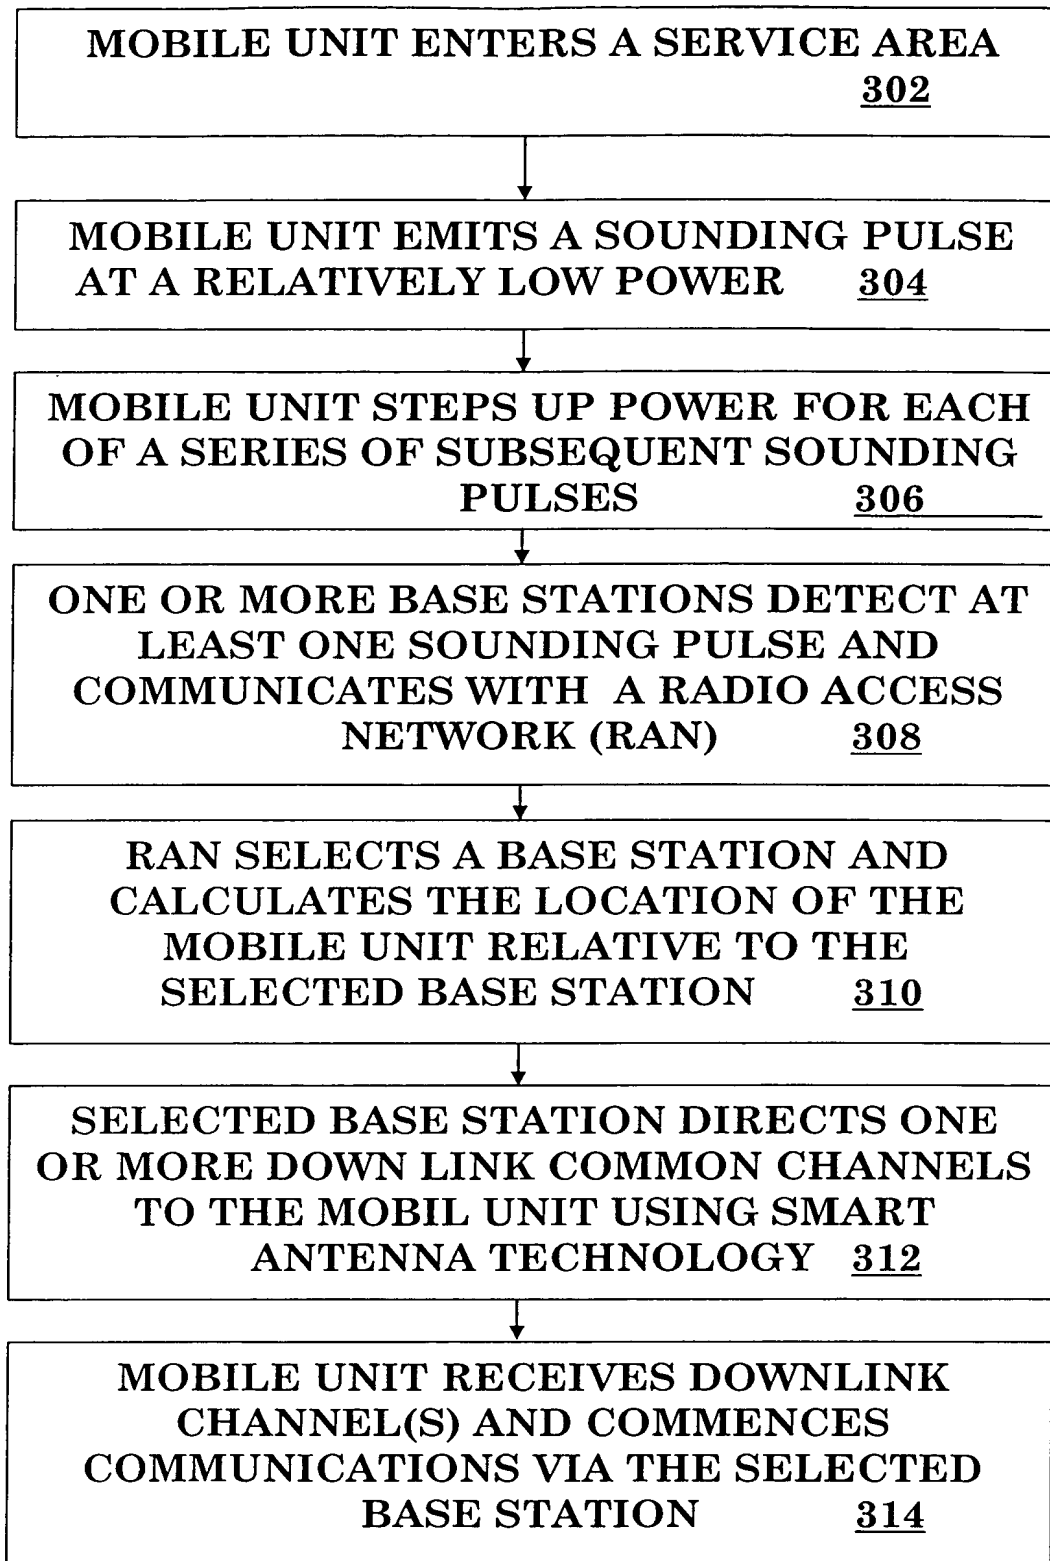 MOBILE UNIT ENTERS A SERVICE AREA
302
MOBILE UNIT EMITS A SOUNDING PULSE
AT A RELATIVELY LOW POWER 304
MOBILE UNIT STEPS UP POWER FOR EACH
OF A SERIES OF SUBSEQUENT SOUNDING
PULSES 306
ONE OR MORE BASE STATIONS DETECT AT
LEAST ONE SOUNDING PULSE AND
COMMUNICATES WITH A RADIO ACCESS
NETWORK (RAN) 308
RAN SELECTS A BASE STATION AND
CALCULATES THE LOCATION OF THE
MOBILE UNIT RELATIVE TO THE
SELECTED BASE STATION 310
SELECTED BASE STATION DIRECTS ONE
OR MORE DOWN LINK COMMON CHANNELS
TO THE MOBIL UNIT USING SMART
ANTENNA TECHNOLOGY 312
MOBILE UNIT RECEIVES DOWNLINK
CHANNEL(S) AND COMMENCES
COMMUNICATIONS VIA THE SELECTED
BASE STATION 314